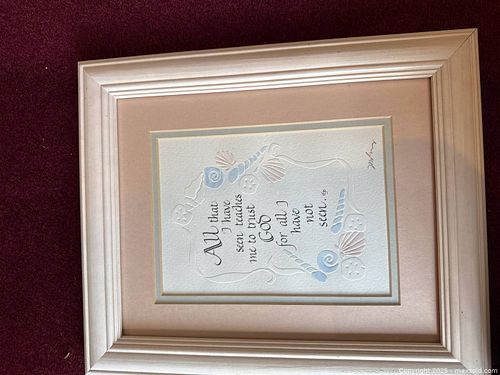 All that
I have
seen teaches
me to trust
GOD
for all I
have
not
seen.
Copyright 2025 - maxsold.com